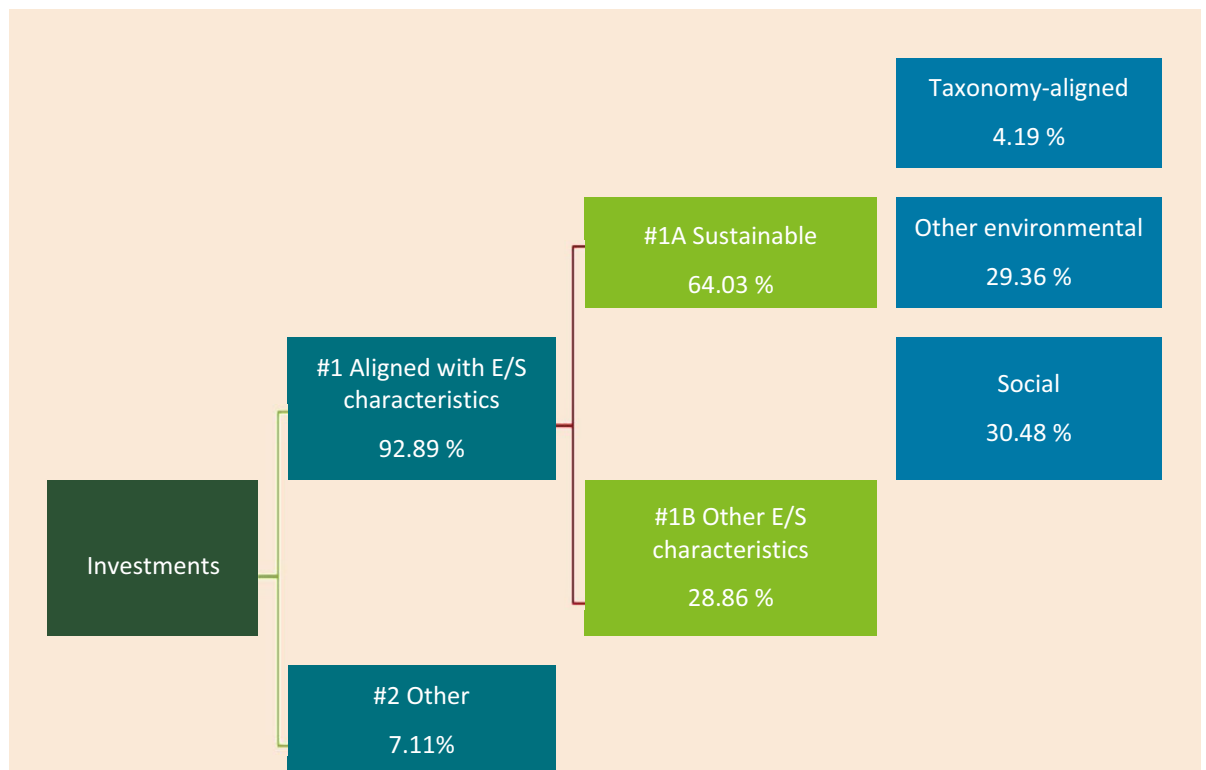 Taxonomy-aligned
4.19 %
#1A Sustainable
64.03 %
Other environmental
29.36 %
#1 Aligned with E/S
characteristics
92.89 %
Social
30.48 %
Investments
#1B Other E/S
characteristics
28.86 %
#2 Other
7.11%